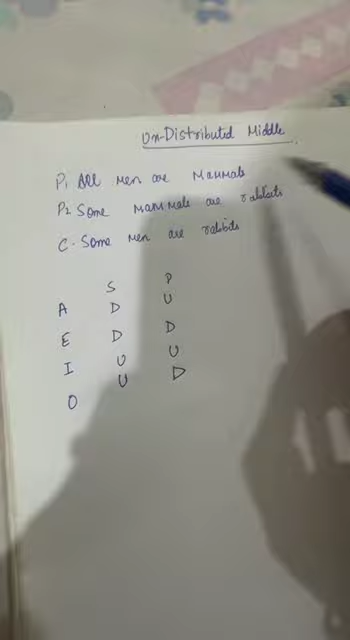 Un-Distributed Middle
P1 All men are Mammals
P2 Some mammals are rabbits
C- Some men are rabbits
S P
A D U
E D D
I U U
O U D